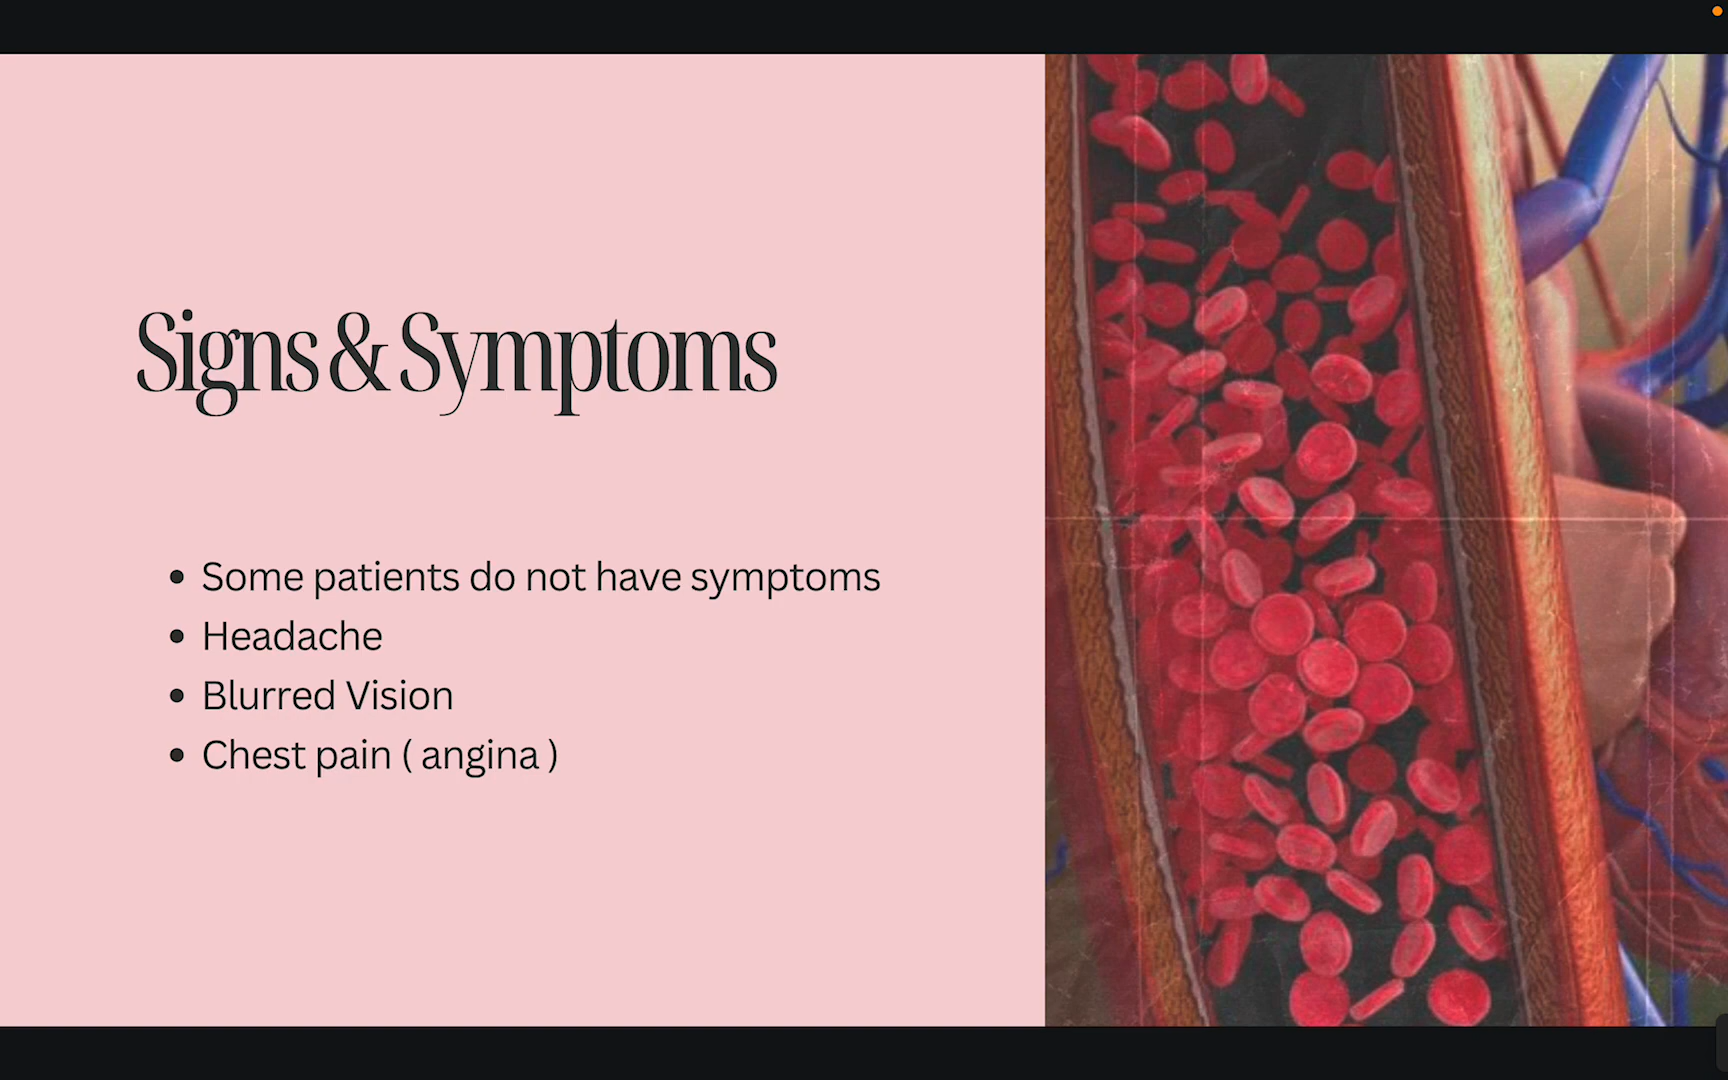 Signs & Symptoms
• Some patients do not have symptoms
• Headache
• Blurred Vision
• Chest pain ( angina )